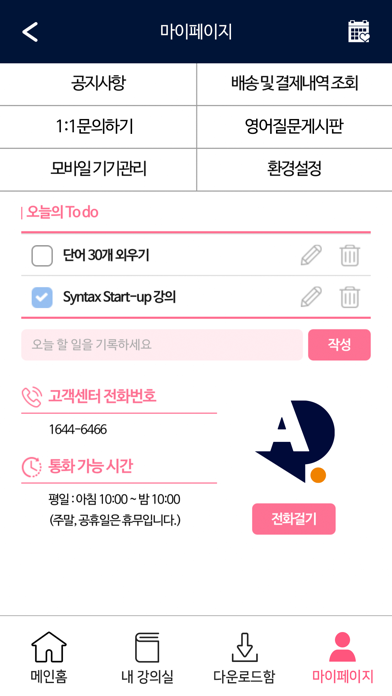 마이페이지
공지사항
배송 및 결제내역 조회
1:1문의하기
영어질문게시판
모바일 기기관리
환경설정
오늘의 To do
단어 30개 외우기
Syntax Start-up 강의
오늘 할 일을 기록하세요
작성
고객센터 전화번호
1644-6466
통화 가능 시간
평일 : 아침 10:00 ~ 밤 10:00
(주말, 공휴일은 휴무입니다.)
전화걸기
메인홈
내 강의실
다운로드함
마이페이지